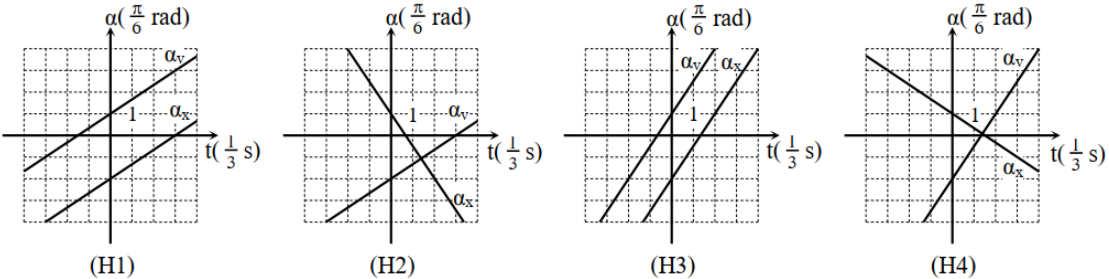 α(π/6 rad)
α(π/6 rad)
α(π/6 rad)
α(π/6 rad)
αv
αx
1
t(1/3 s)
αv
1
αx
t(1/3 s)
αv
αx
1
t(1/3 s)
αv
1
αx
t(1/3 s)
(H1)
(H2)
(H3)
(H4)